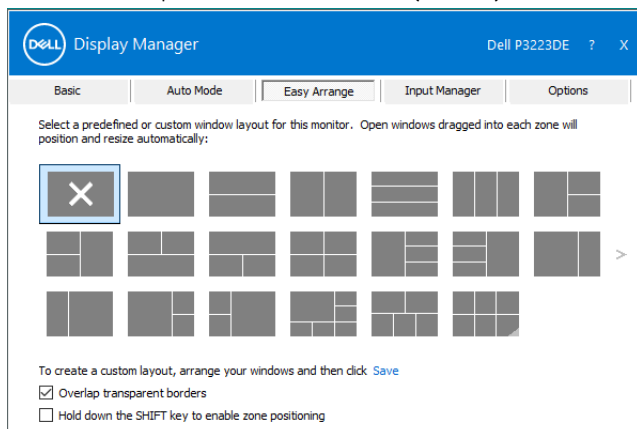 DELL Display Manager Dell P3223DE ? X
Basic Auto Mode Easy Arrange Input Manager Options
Select a predefined or custom window layout for this monitor. Open windows dragged into each zone will
position and resize automatically:
>
To create a custom layout, arrange your windows and then click Save
Overlap transparent borders
Hold down the SHIFT key to enable zone positioning